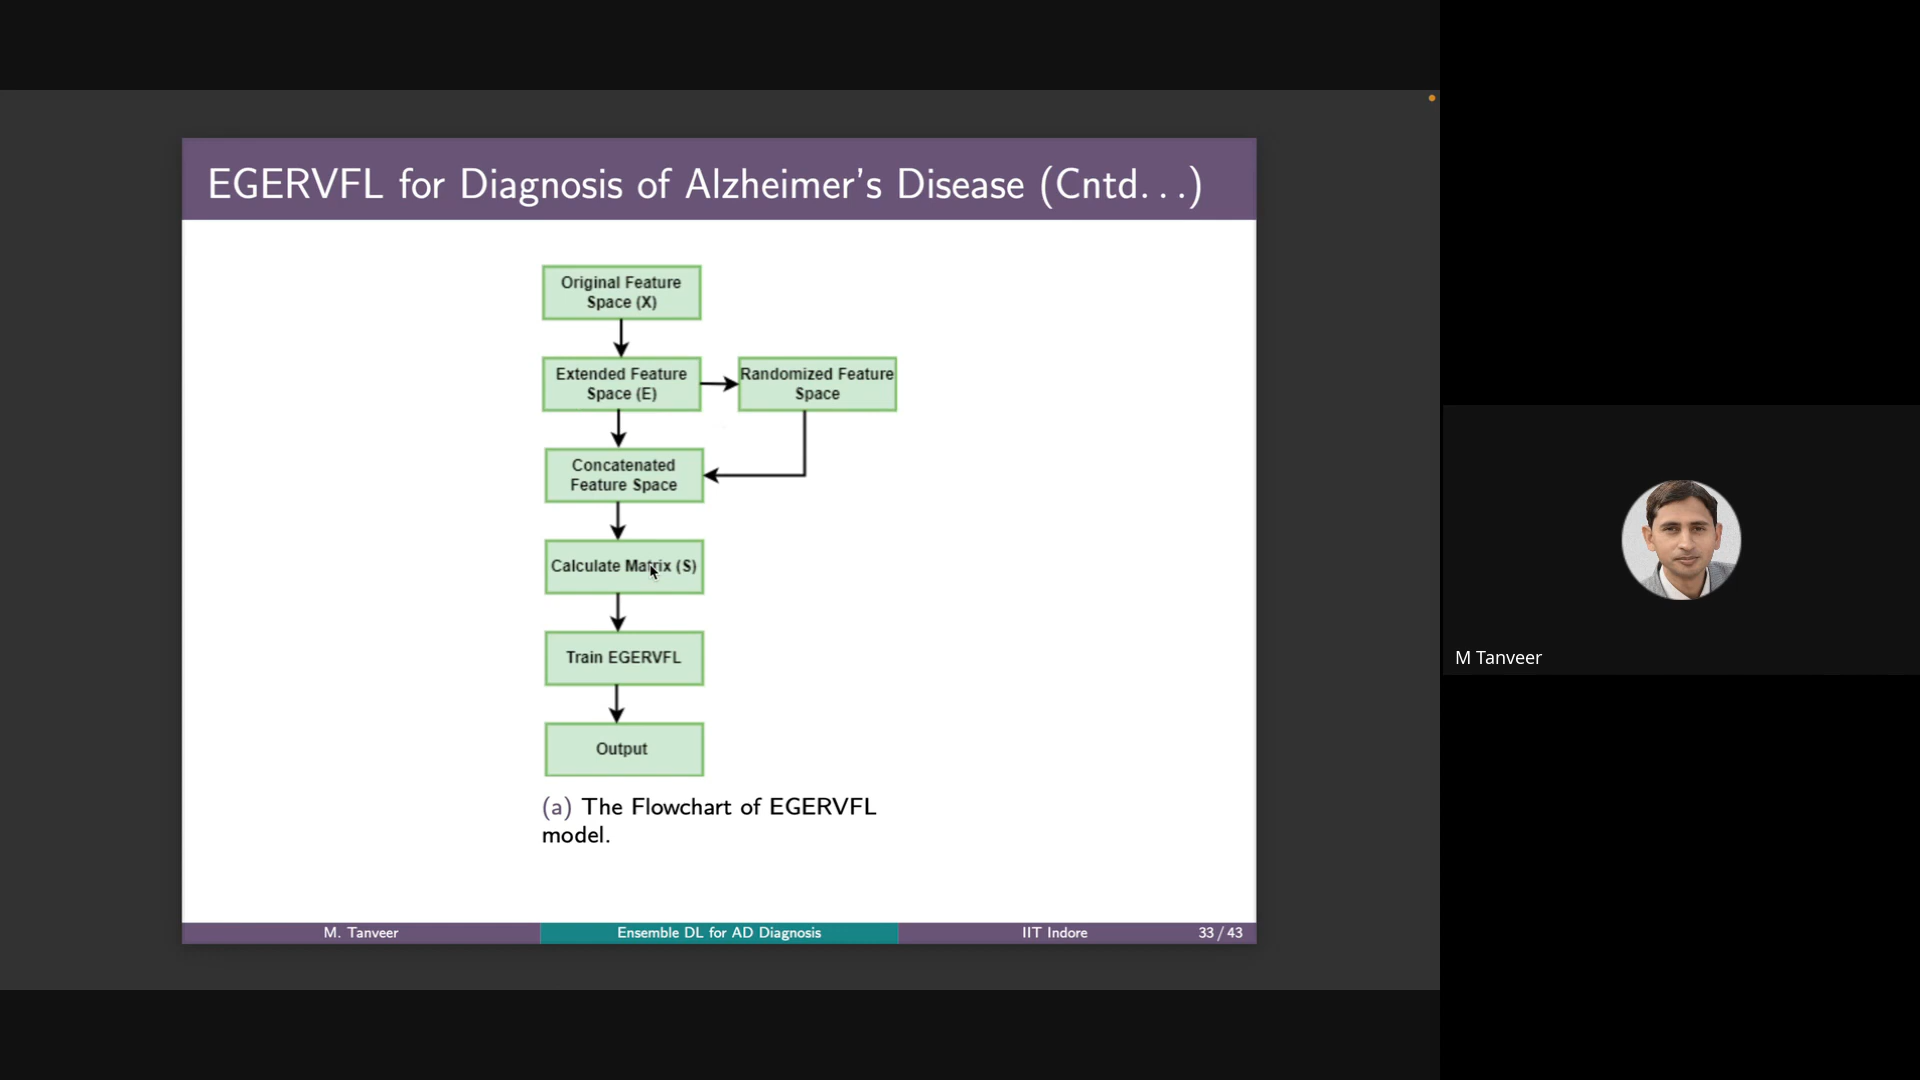 EGERVFL for Diagnosis of Alzheimer's Disease (Cntd...)
Original Feature
Space (X)
Extended Feature
Space (E)
Randomized Feature
Space
Concatenated
Feature Space
Calculate Matrix (S)
Train EGERVFL
Output
(a) The Flowchart of EGERVFL
model.
M. Tanveer
Ensemble DL for AD Diagnosis
IIT Indore
33 / 43
M Tanveer